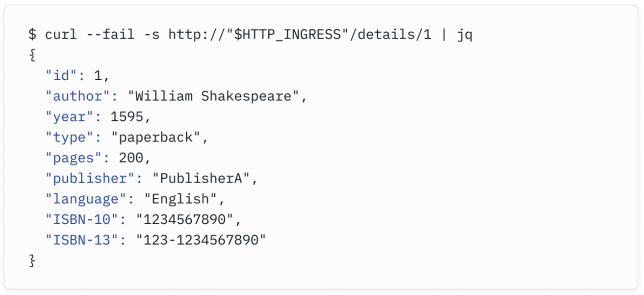 $ curl --fail -s http://"$HTTP_INGRESS"/details/1 | jq
{
  "id": 1,
  "author": "William Shakespeare",
  "year": 1595,
  "type": "paperback",
  "pages": 200,
  "publisher": "PublisherA",
  "language": "English",
  "ISBN-10": "1234567890",
  "ISBN-13": "123-1234567890"
}